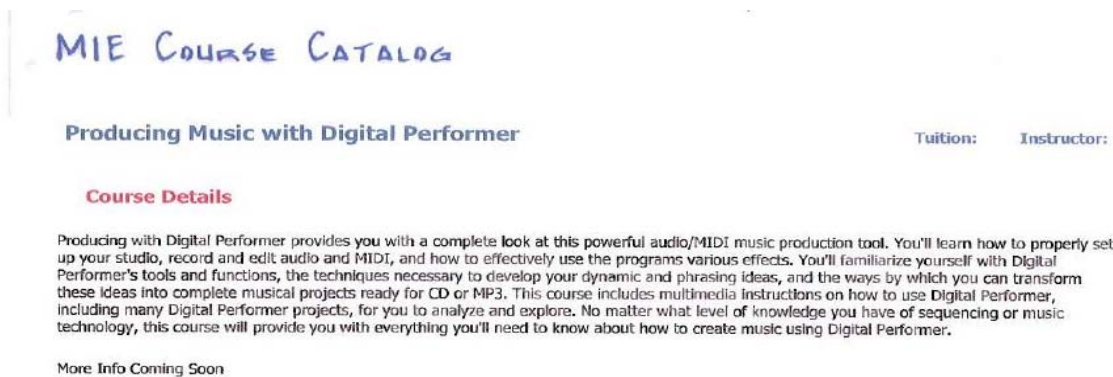 MIE COURSE CATALOG
Producing Music with Digital Performer Tuition: Instructor:
Course Details
Producing with Digital Performer provides you with a complete look at this powerful audio/MIDI music production tool. You'll learn how to properly set
up your studio, record and edit audio and MIDI, and how to effectively use the programs various effects. You'll familiarize yourself with Digital
Performer's tools and functions, the techniques necessary to develop your dynamic and phrasing ideas, and the ways by which you can transform
these ideas into complete musical projects ready for CD or MP3. This course includes multimedia instructions on how to use Digital Performer,
including many Digital Performer projects, for you to analyze and explore. No matter what level of knowledge you have of sequencing or music
technology, this course will provide you with everything you'll need to know about how to create music using Digital Performer.
More Info Coming Soon